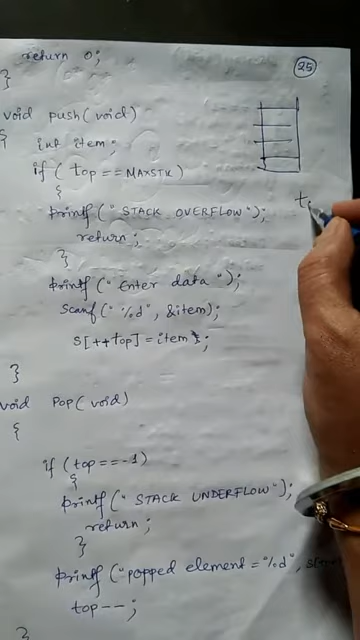 return 0;
25
}
void push(void)
{
int item;
if ( top == MAXSTK)
{
printf (" STACK OVERFLOW");
return;
}
printf (" Enter data ");
scanf(" %d", &item);
s[++top] = item;
}
void Pop(void)
{
if (top==-1)
{
printf(" STACK UNDERFLOW");
return;
}
printf ("popped element = %d",
top--;
}